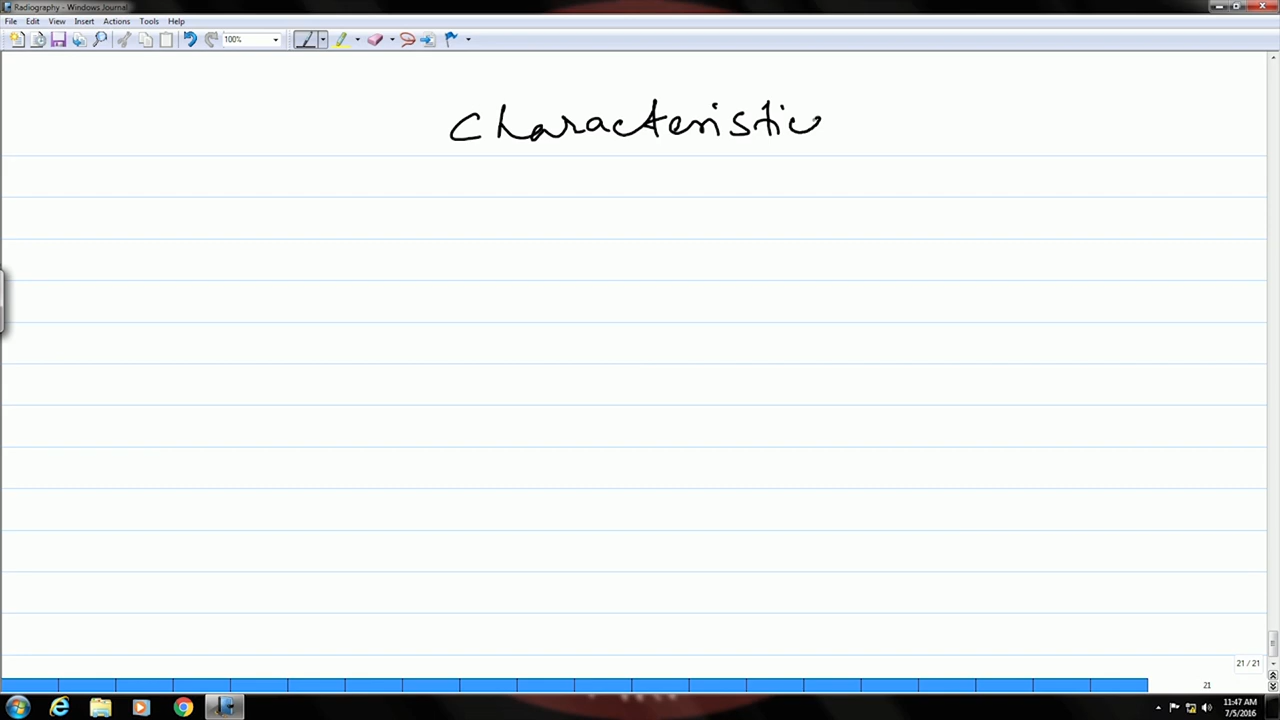 Radiography - Windows Journal
File Edit View Insert Actions Tools Help
100%
characteristic
21 / 21
21
11:47 AM
7/5/2016